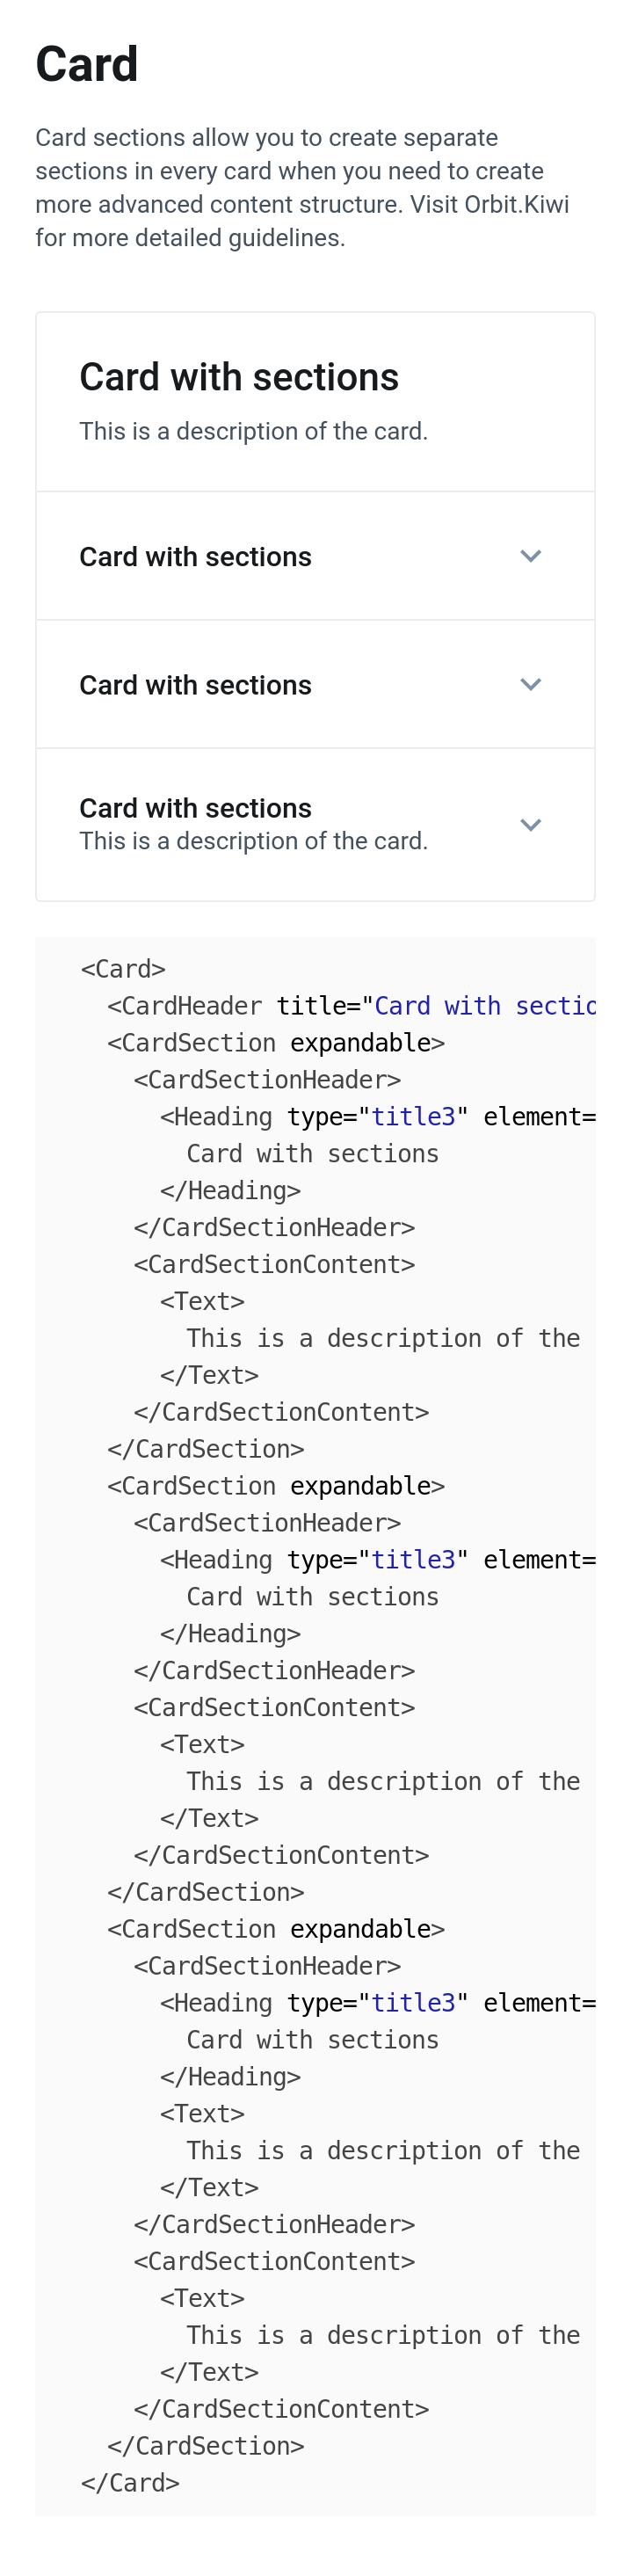 Card
Card sections allow you to create separate
sections in every card when you need to create
more advanced content structure. Visit Orbit.Kiwi
for more detailed guidelines.
Card with sections
This is a description of the card.
Card with sections
Card with sections
Card with sections
This is a description of the card.
<Card>
<CardHeader title="Card with sectio
<CardSection expandable>
<CardSectionHeader>
<Heading type="title3" element=
Card with sections
</Heading>
</CardSectionHeader>
<CardSectionContent>
<Text>
This is a description of the
</Text>
</CardSectionContent>
</CardSection>
<CardSection expandable>
<CardSectionHeader>
<Heading type="title3" element=
Card with sections
</Heading>
</CardSectionHeader>
<CardSectionContent>
<Text>
This is a description of the
</Text>
</CardSectionContent>
</CardSection>
<CardSection expandable>
<CardSectionHeader>
<Heading type="title3" element=
Card with sections
</Heading>
<Text>
This is a description of the
</Text>
</CardSectionHeader>
<CardSectionContent>
<Text>
This is a description of the
</Text>
</CardSectionContent>
</CardSection>
</Card>